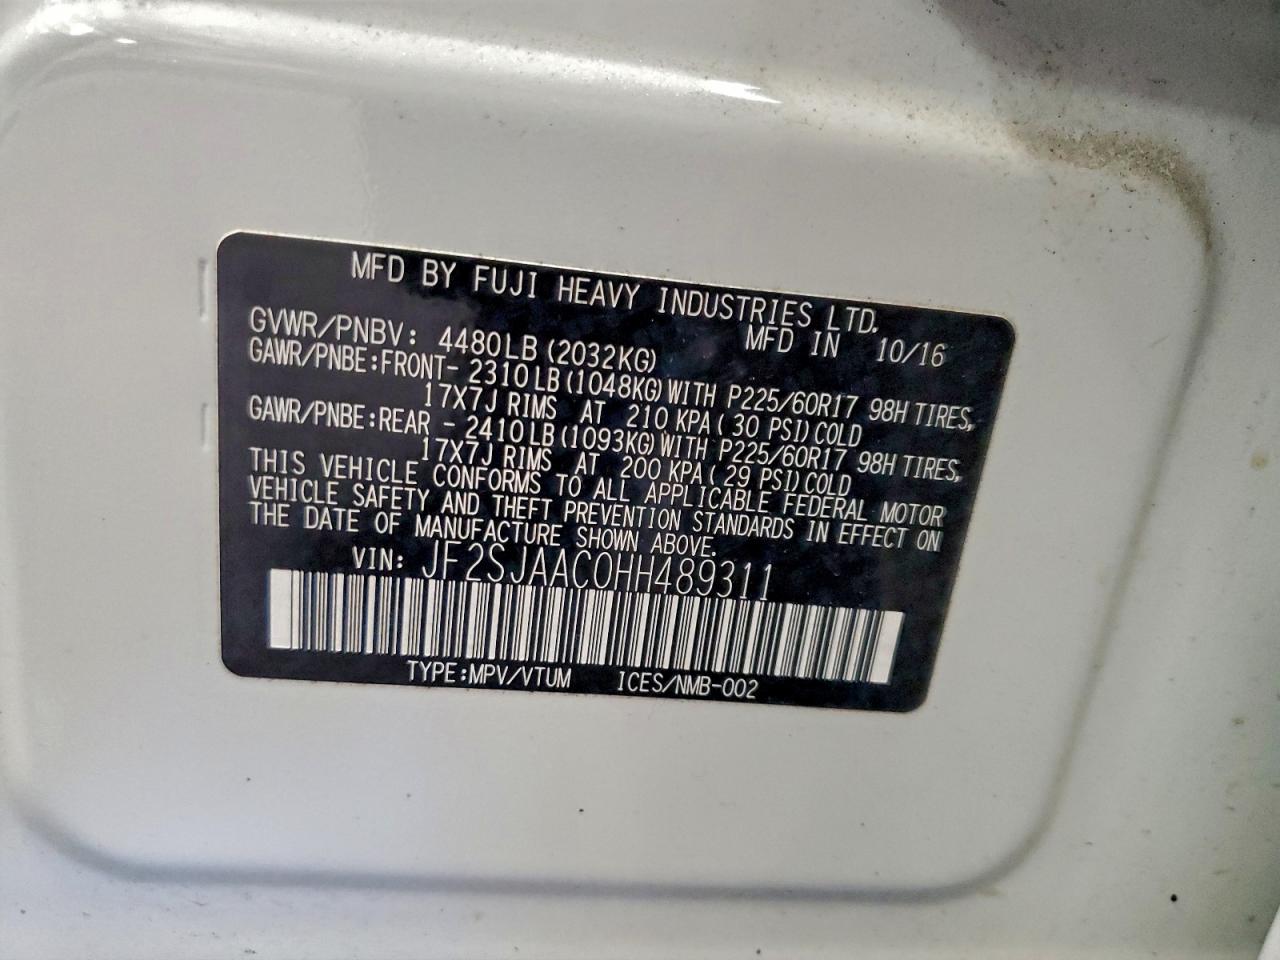 MFD BY FUJI HEAVY INDUSTRIES LTD.
MFD IN 10/16
GVWR/PNBV: 4480LB (2032KG)
GAWR/PNBE:FRONT- 2310LB(1048KG)WITH P225/60R17 98H TIRES,
17X7J RIMS AT 210 KPA( 30 PSI)COLD
GAWR/PNBE:REAR - 2410LB(1093KG)WITH P225/60R17 98H TIRES,
17X7J RIMS AT 200 KPA( 29 PSI)COLD
THIS VEHICLE CONFORMS TO ALL APPLICABLE FEDERAL MOTOR
VEHICLE SAFETY AND THEFT PREVENTION STANDARDS IN EFFECT ON
THE DATE OF MANUFACTURE SHOWN ABOVE.
VIN: JF2SJAAC0HH489311
TYPE:MPV/VTUM ICES/NMB-002